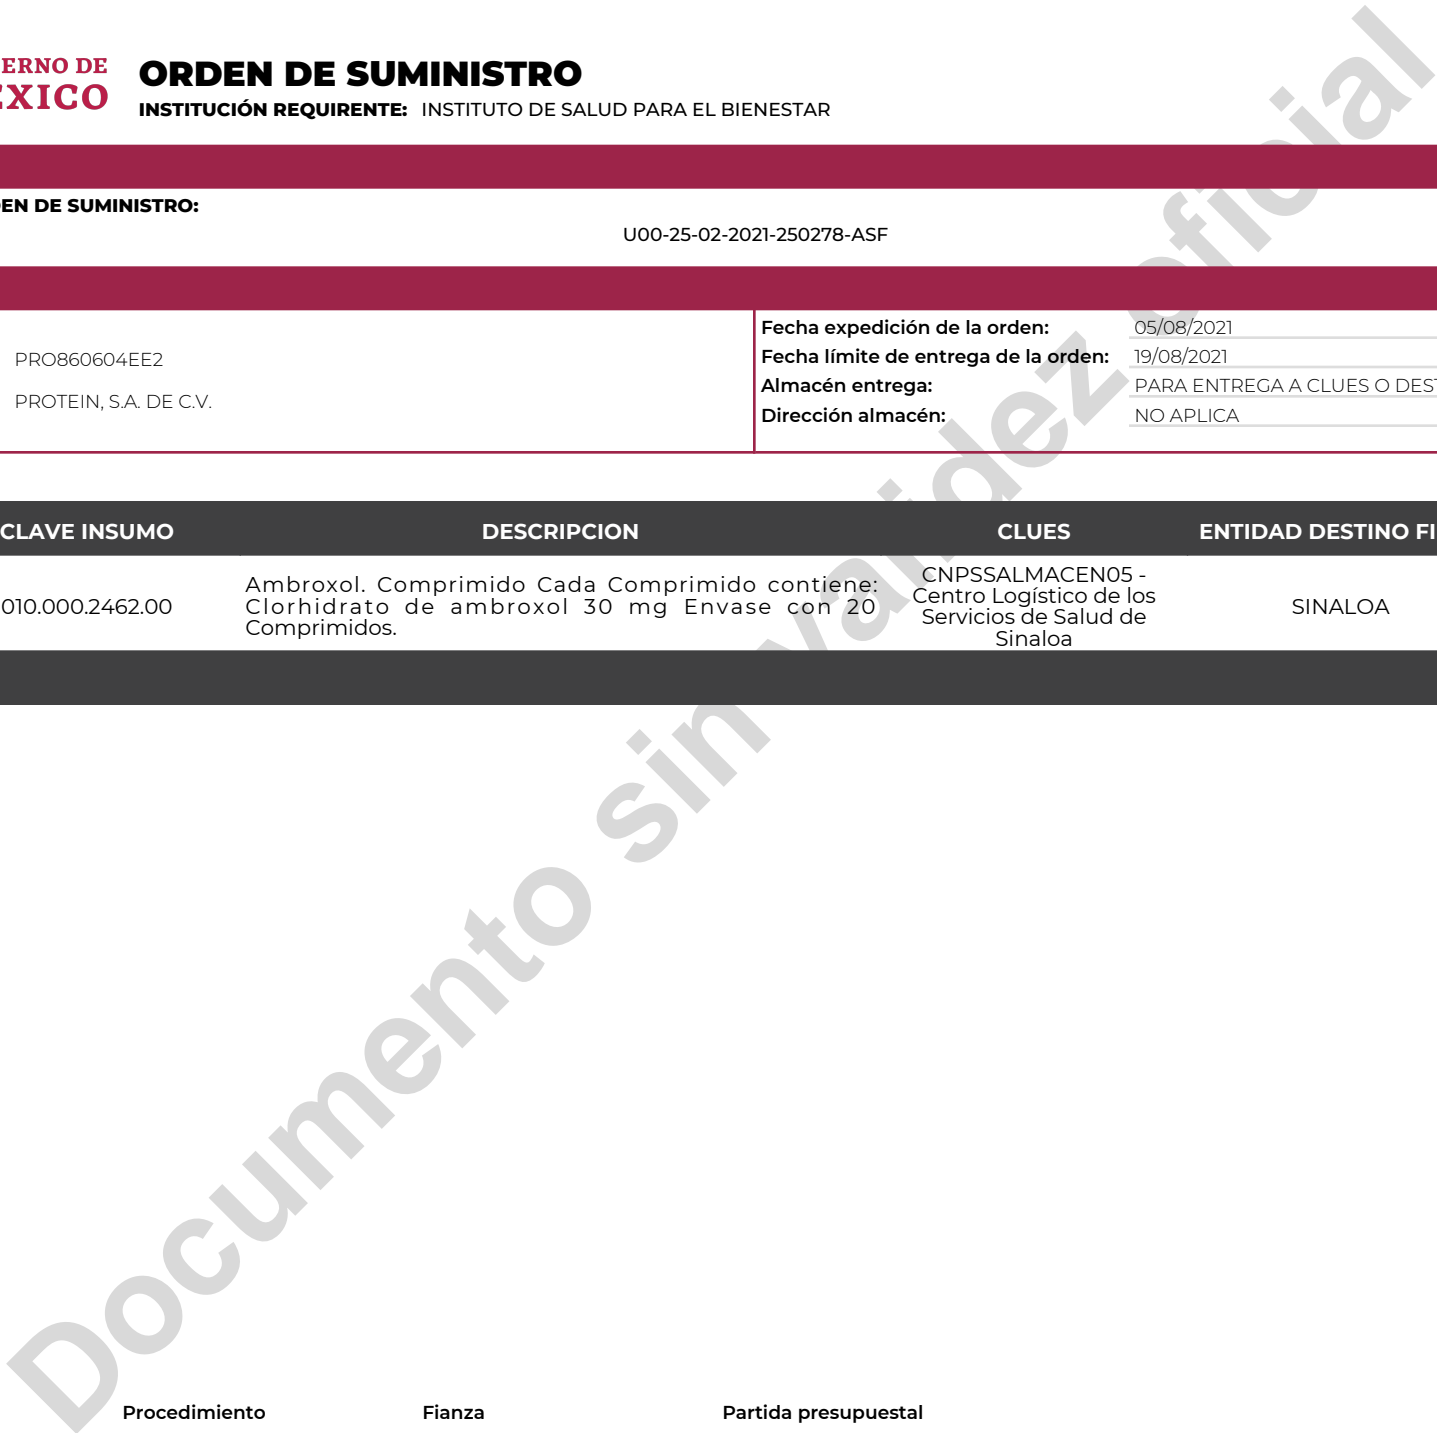 ERNO DE
EXICO
ORDEN DE SUMINISTRO
INSTITUCIÓN REQUIRENTE: INSTITUTO DE SALUD PARA EL BIENESTAR
EN DE SUMINISTRO:
U00-25-02-2021-250278-ASF
PRO860604EE2
PROTEIN, S.A. DE C.V.
Fecha expedición de la orden: 05/08/2021
Fecha límite de entrega de la orden: 19/08/2021
Almacén entrega: PARA ENTREGA A CLUES O DEST
Dirección almacén: NO APLICA
CLAVE INSUMO DESCRIPCION CLUES ENTIDAD DESTINO FI
010.000.2462.00
Ambroxol. Comprimido Cada Comprimido contiene:
Clorhidrato de ambroxol 30 mg Envase con 20
Comprimidos.
CNPSSALMACEN05 -
Centro Logístico de los
Servicios de Salud de
Sinaloa
SINALOA
Documento sin validez oficial
Procedimiento Fianza Partida presupuestal